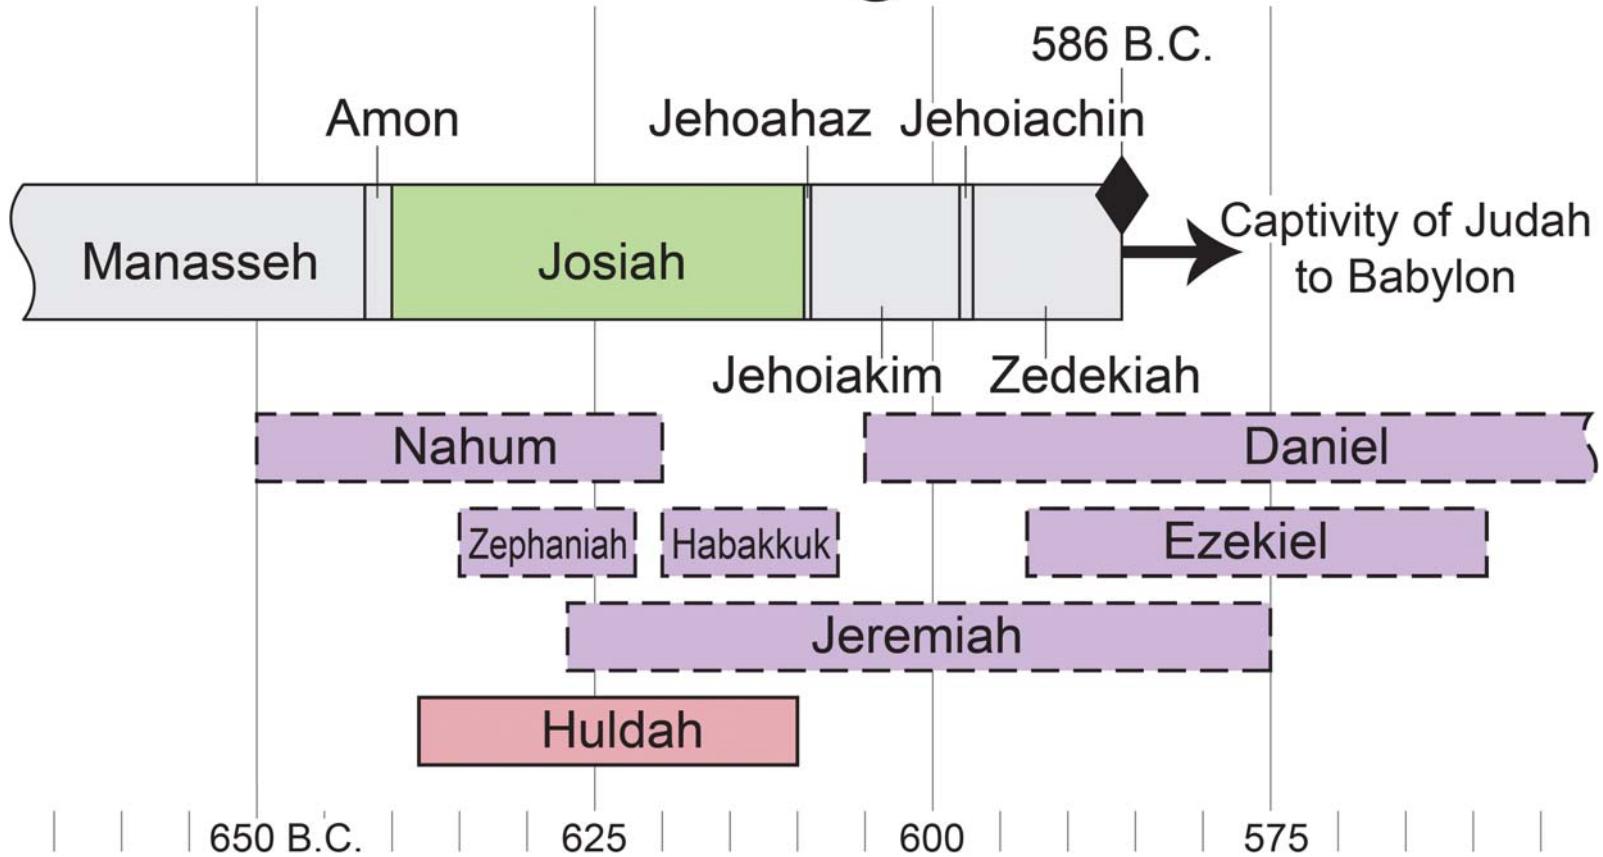 586 B.C.
Amon
Jehoahaz
Jehoiachin
Manasseh
Josiah
Captivity of Judah
to Babylon
Jehoiakim
Zedekiah
Nahum
Daniel
Zephaniah
Habakkuk
Ezekiel
Jeremiah
Huldah
650 B.C.
625
600
575